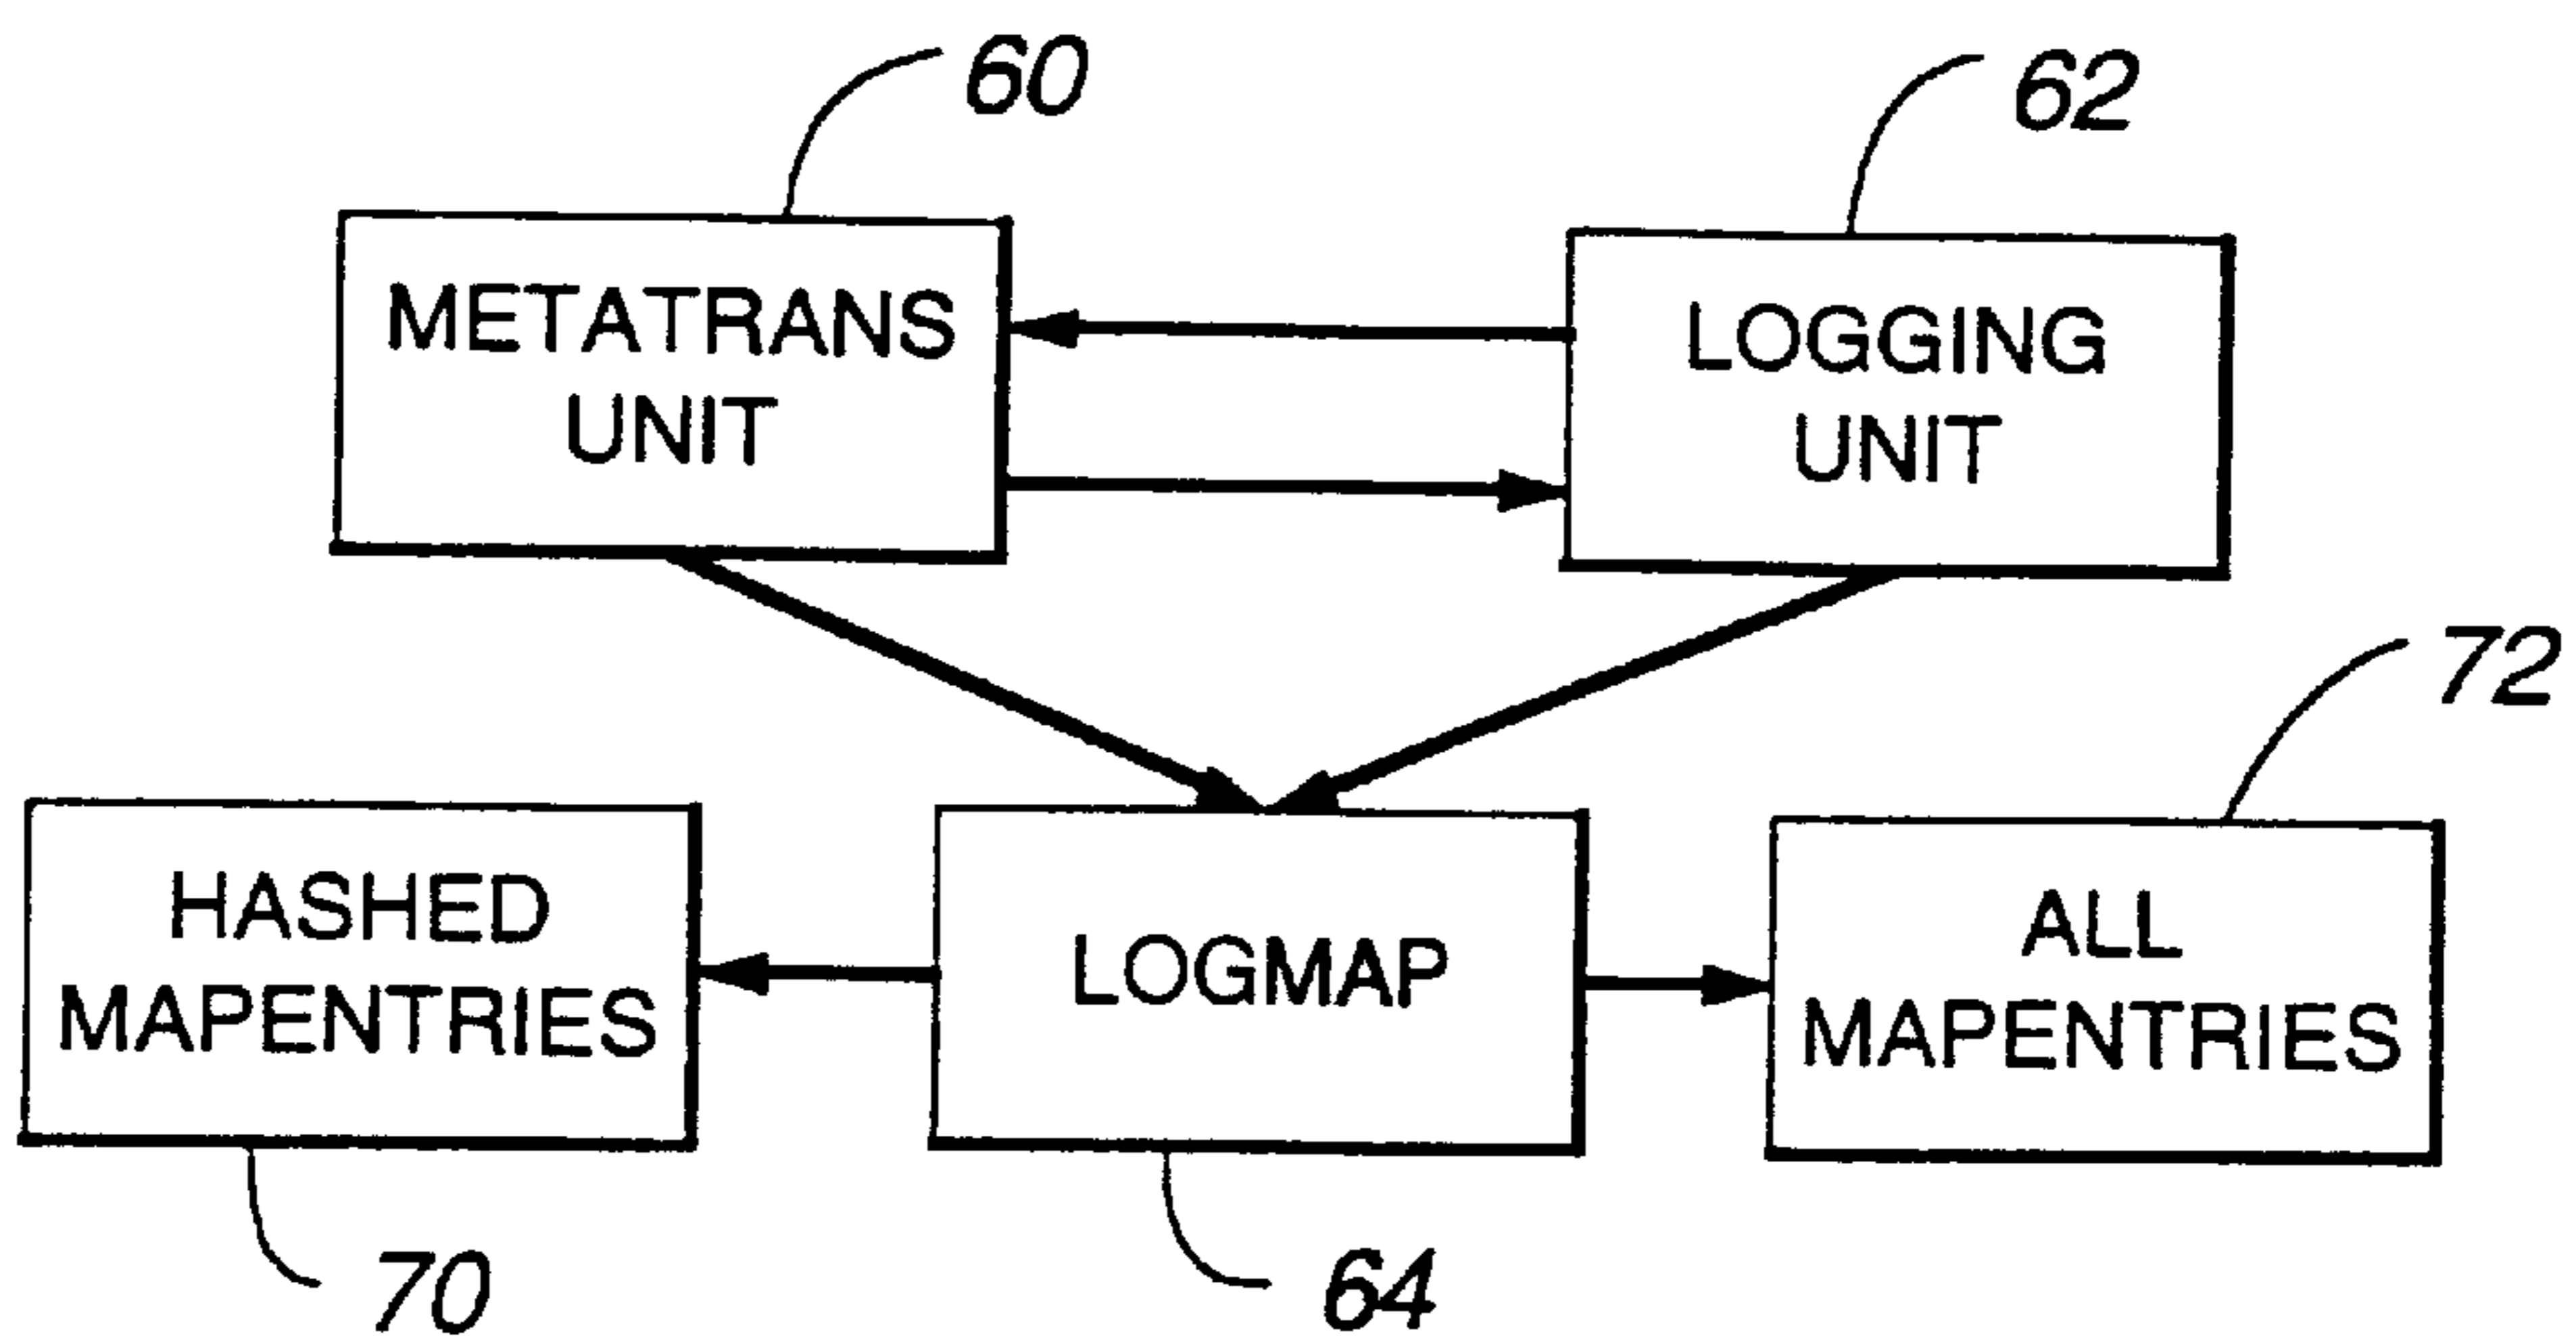 60
62
METATRANS
UNIT
LOGGING
UNIT
72
HASHED
MAPENTRIES
LOGMAP
ALL
MAPENTRIES
70
64